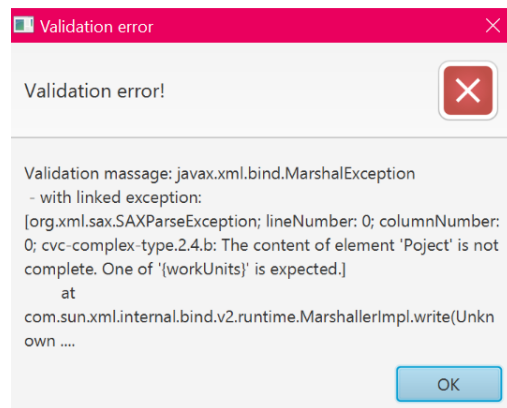 Validation error
Validation error!
Validation massage: javax.xml.bind.MarshalException
- with linked exception:
[org.xml.sax.SAXParseException; lineNumber: 0; columnNumber:
0; cvc-complex-type.2.4.b: The content of element 'Poject' is not
complete. One of '{workUnits}' is expected.]
at
com.sun.xml.internal.bind.v2.runtime.MarshallerImpl.write(Unkn
own ....
OK